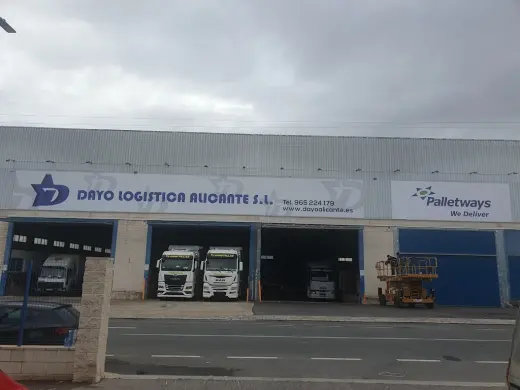 DAYO LOGISTICA ALICANTE S.L.
Tel. 965 224 179
www.dayoalicante.es
Palletways
We Deliver